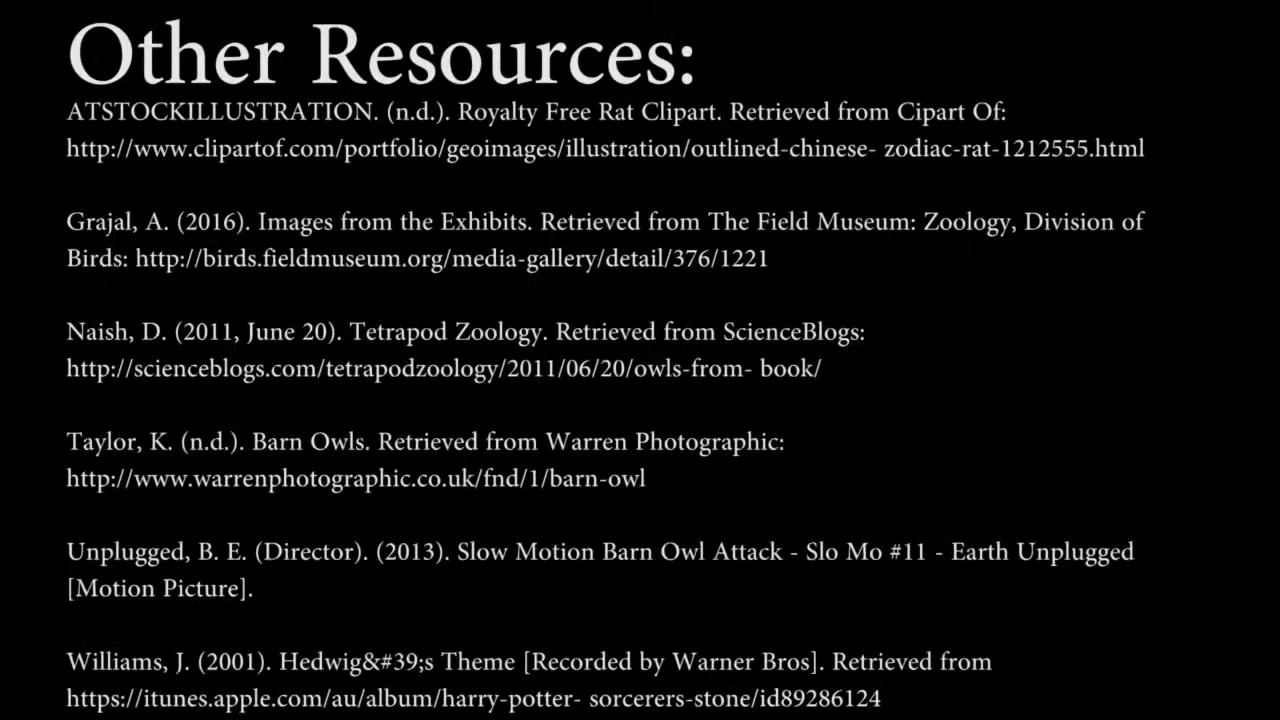 Other Resources:
ATSTOCKILLUSTRATION. (n.d.). Royalty Free Rat Clipart. Retrieved from Cipart Of:
http://www.clipartof.com/portfolio/geoimages/illustration/outlined-chinese- zodiac-rat-1212555.html
Grajal, A. (2016). Images from the Exhibits. Retrieved from The Field Museum: Zoology, Division of
Birds: http://birds.fieldmuseum.org/media-gallery/detail/376/1221
Naish, D. (2011, June 20). Tetrapod Zoology. Retrieved from ScienceBlogs:
http://scienceblogs.com/tetrapodzoology/2011/06/20/owls-from- book/
Taylor, K. (n.d.). Barn Owls. Retrieved from Warren Photographic:
http://www.warrenphotographic.co.uk/fnd/1/barn-owl
Unplugged, B. E. (Director). (2013). Slow Motion Barn Owl Attack - Slo Mo #11 - Earth Unplugged
[Motion Picture].
Williams, J. (2001). Hedwig&#39;s Theme [Recorded by Warner Bros]. Retrieved from
https://itunes.apple.com/au/album/harry-potter- sorcerers-stone/id89286124